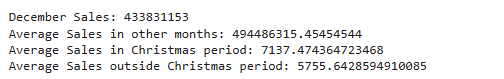 December Sales: 433831153
Average Sales in other months: 494486315.45454544
Average Sales in Christmas period: 7137.474364723468
Average Sales outside Christmas period: 5755.6428594910085